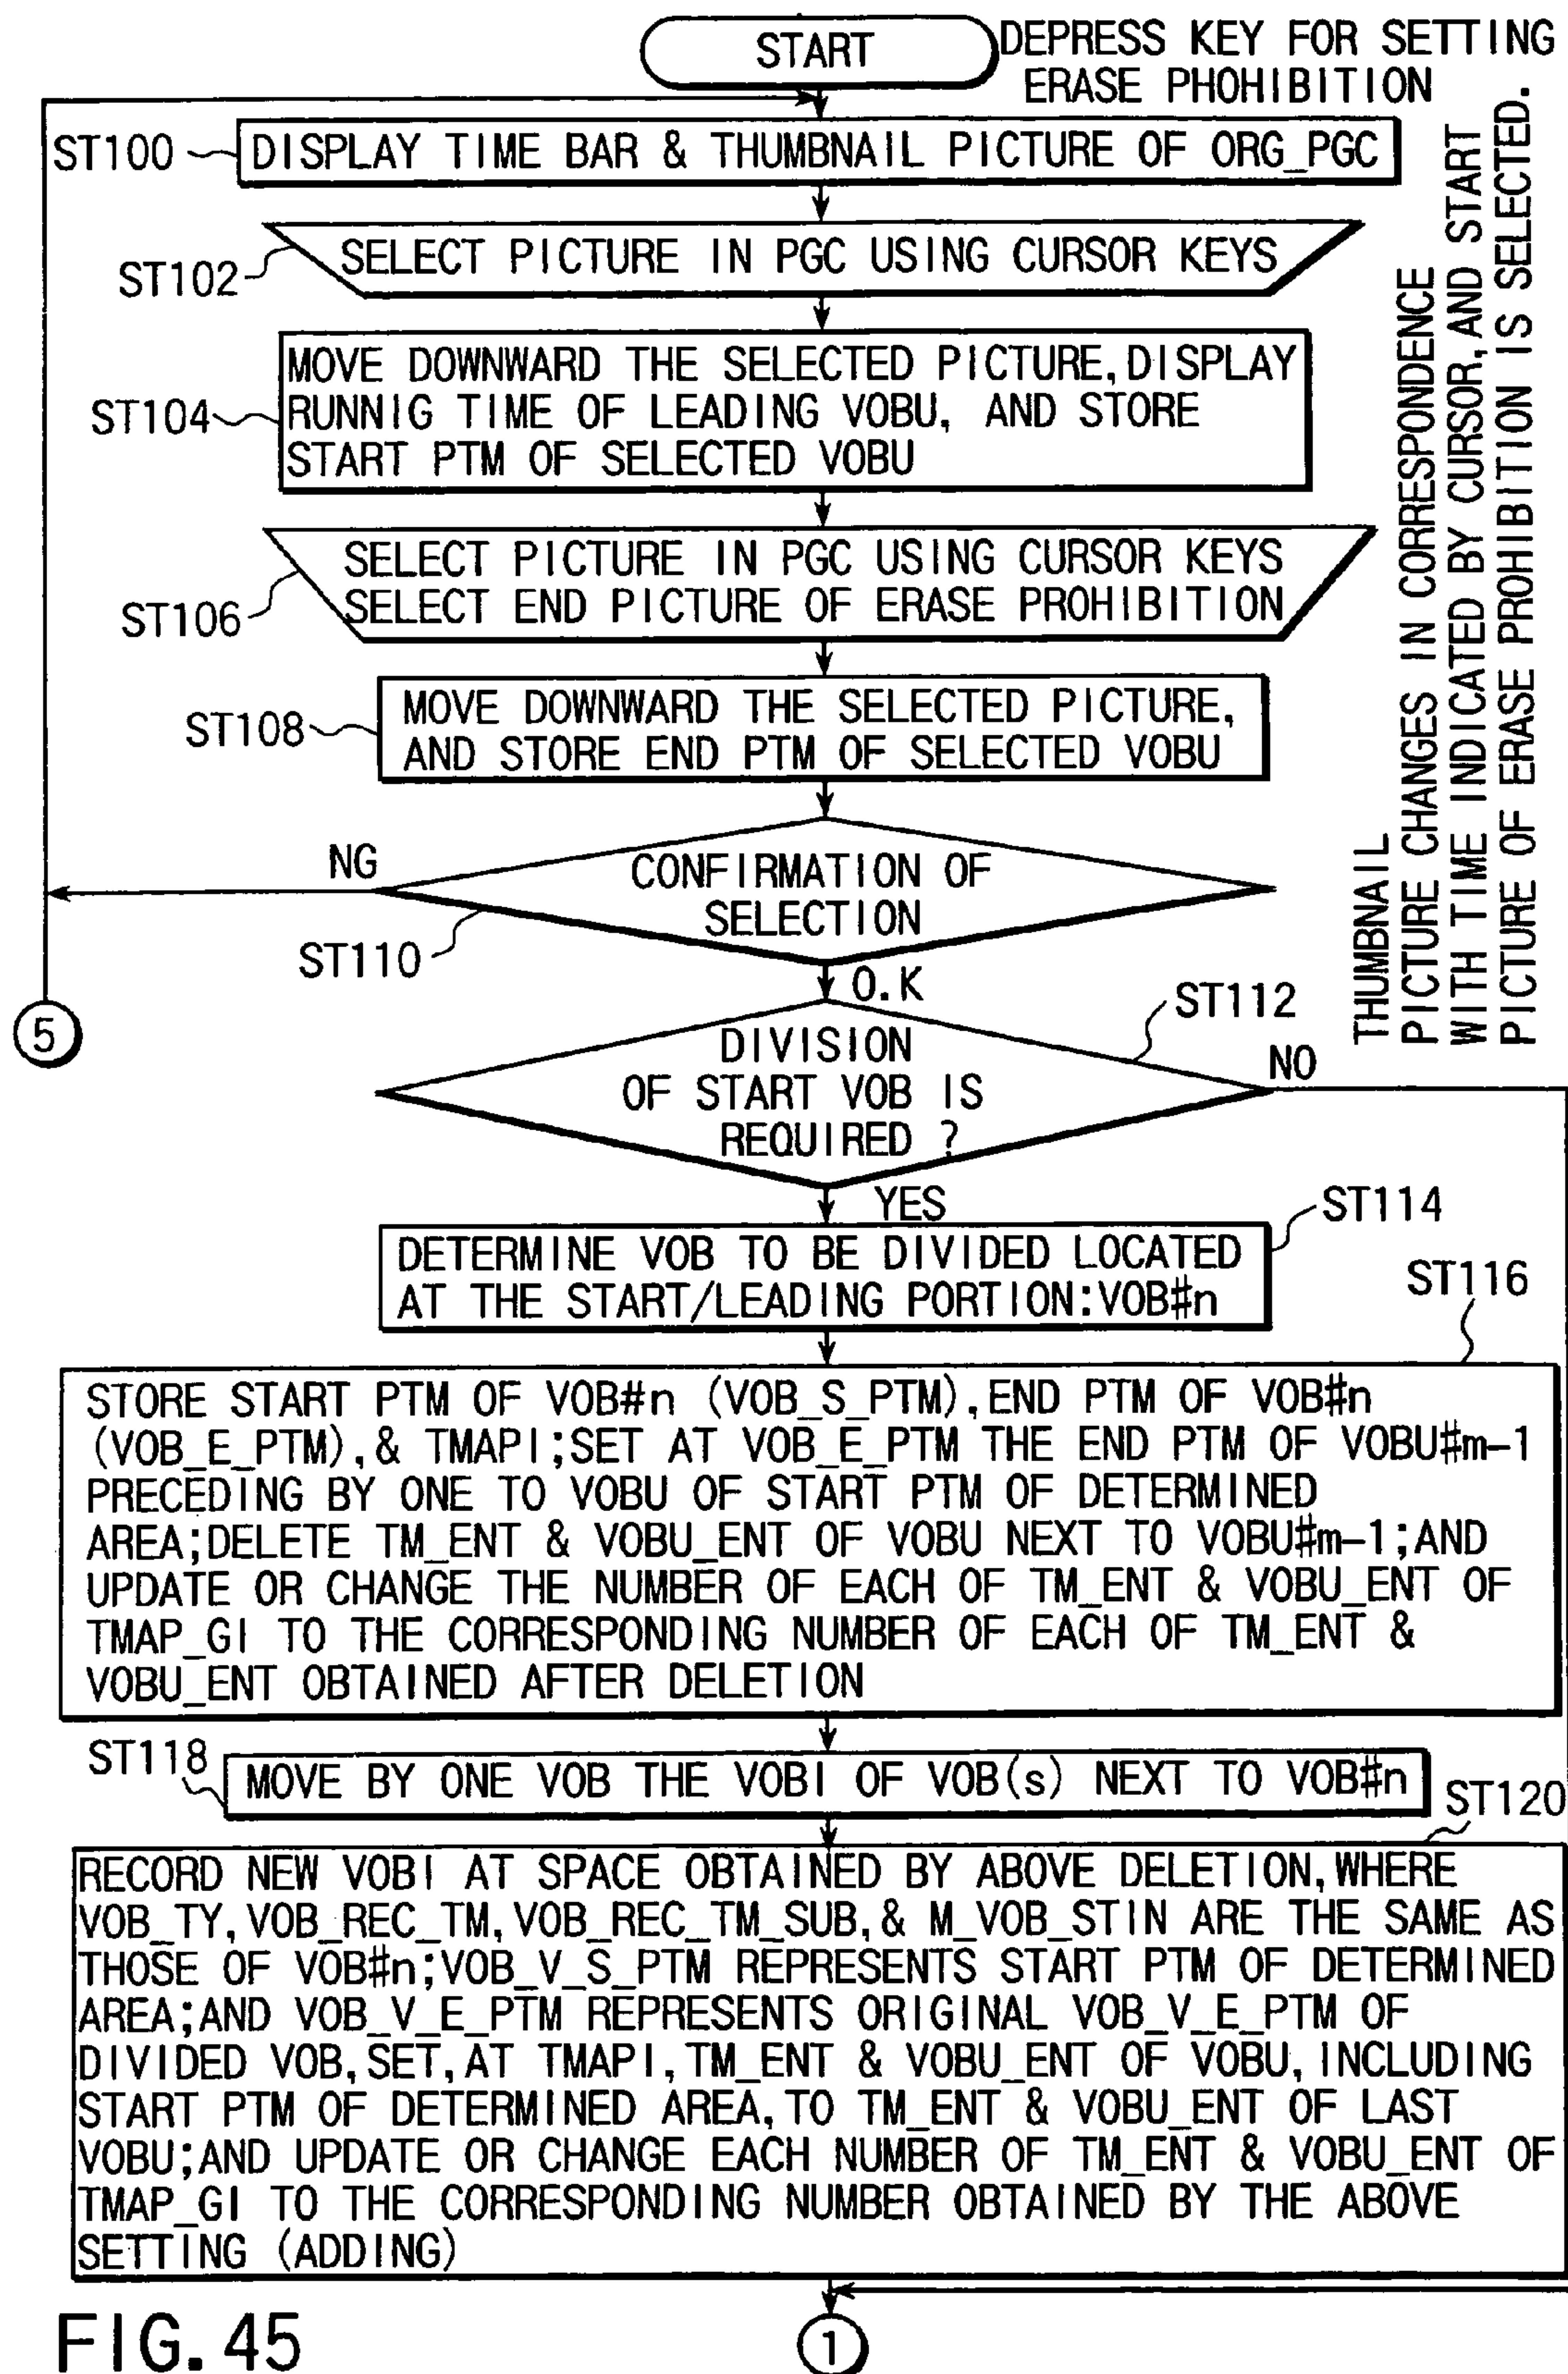 START
DEPRESS KEY FOR SETTING
ERASE PHOHIBITION
ST100
DISPLAY TIME BAR & THUMBNAIL PICTURE OF ORG_PGC
ST102
SELECT PICTURE IN PGC USING CURSOR KEYS
ST104
MOVE DOWNWARD THE SELECTED PICTURE, DISPLAY
RUNNIG TIME OF LEADING VOBU, AND STORE
START PTM OF SELECTED VOBU
ST106
SELECT PICTURE IN PGC USING CURSOR KEYS
SELECT END PICTURE OF ERASE PROHIBITION
ST108
MOVE DOWNWARD THE SELECTED PICTURE,
AND STORE END PTM OF SELECTED VOBU
THUMBNAIL
PICTURE CHANGES IN CORRESPONDENCE
WITH TIME INDICATED BY CURSOR, AND START
PICTURE OF ERASE PROHIBITION IS SELECTED.
NG
CONFIRMATION OF
SELECTION
ST110
O.K
5
ST112
DIVISION
OF START VOB IS
REQUIRED ?
NO
YES
ST114
DETERMINE VOB TO BE DIVIDED LOCATED
AT THE START/LEADING PORTION:VOB#n
ST116
STORE START PTM OF VOB#n (VOB_S_PTM), END PTM OF VOB#n
(VOB_E_PTM), & TMAPI;SET AT VOB_E_PTM THE END PTM OF VOBU#m-1
PRECEDING BY ONE TO VOBU OF START PTM OF DETERMINED
AREA;DELETE TM_ENT & VOBU_ENT OF VOBU NEXT TO VOBU#m-1;AND
UPDATE OR CHANGE THE NUMBER OF EACH OF TM_ENT & VOBU_ENT OF
TMAP_GI TO THE CORRESPONDING NUMBER OF EACH OF TM_ENT &
VOBU_ENT OBTAINED AFTER DELETION
ST118
MOVE BY ONE VOB THE VOBI OF VOB(s) NEXT TO VOB#n
ST120
RECORD NEW VOBI AT SPACE OBTAINED BY ABOVE DELETION, WHERE
VOB_TY, VOB_REC_TM, VOB_REC_TM_SUB, & M_VOB_STIN ARE THE SAME AS
THOSE OF VOB#n;VOB_V_S_PTM REPRESENTS START PTM OF DETERMINED
AREA;AND VOB_V_E_PTM REPRESENTS ORIGINAL VOB_V_E_PTM OF
DIVIDED VOB, SET, AT TMAPI, TM_ENT & VOBU_ENT OF VOBU, INCLUDING
START PTM OF DETERMINED AREA, TO TM_ENT & VOBU_ENT OF LAST
VOBU;AND UPDATE OR CHANGE EACH NUMBER OF TM_ENT & VOBU_ENT OF
TMAP_GI TO THE CORRESPONDING NUMBER OBTAINED BY THE ABOVE
SETTING (ADDING)
1
FIG. 45